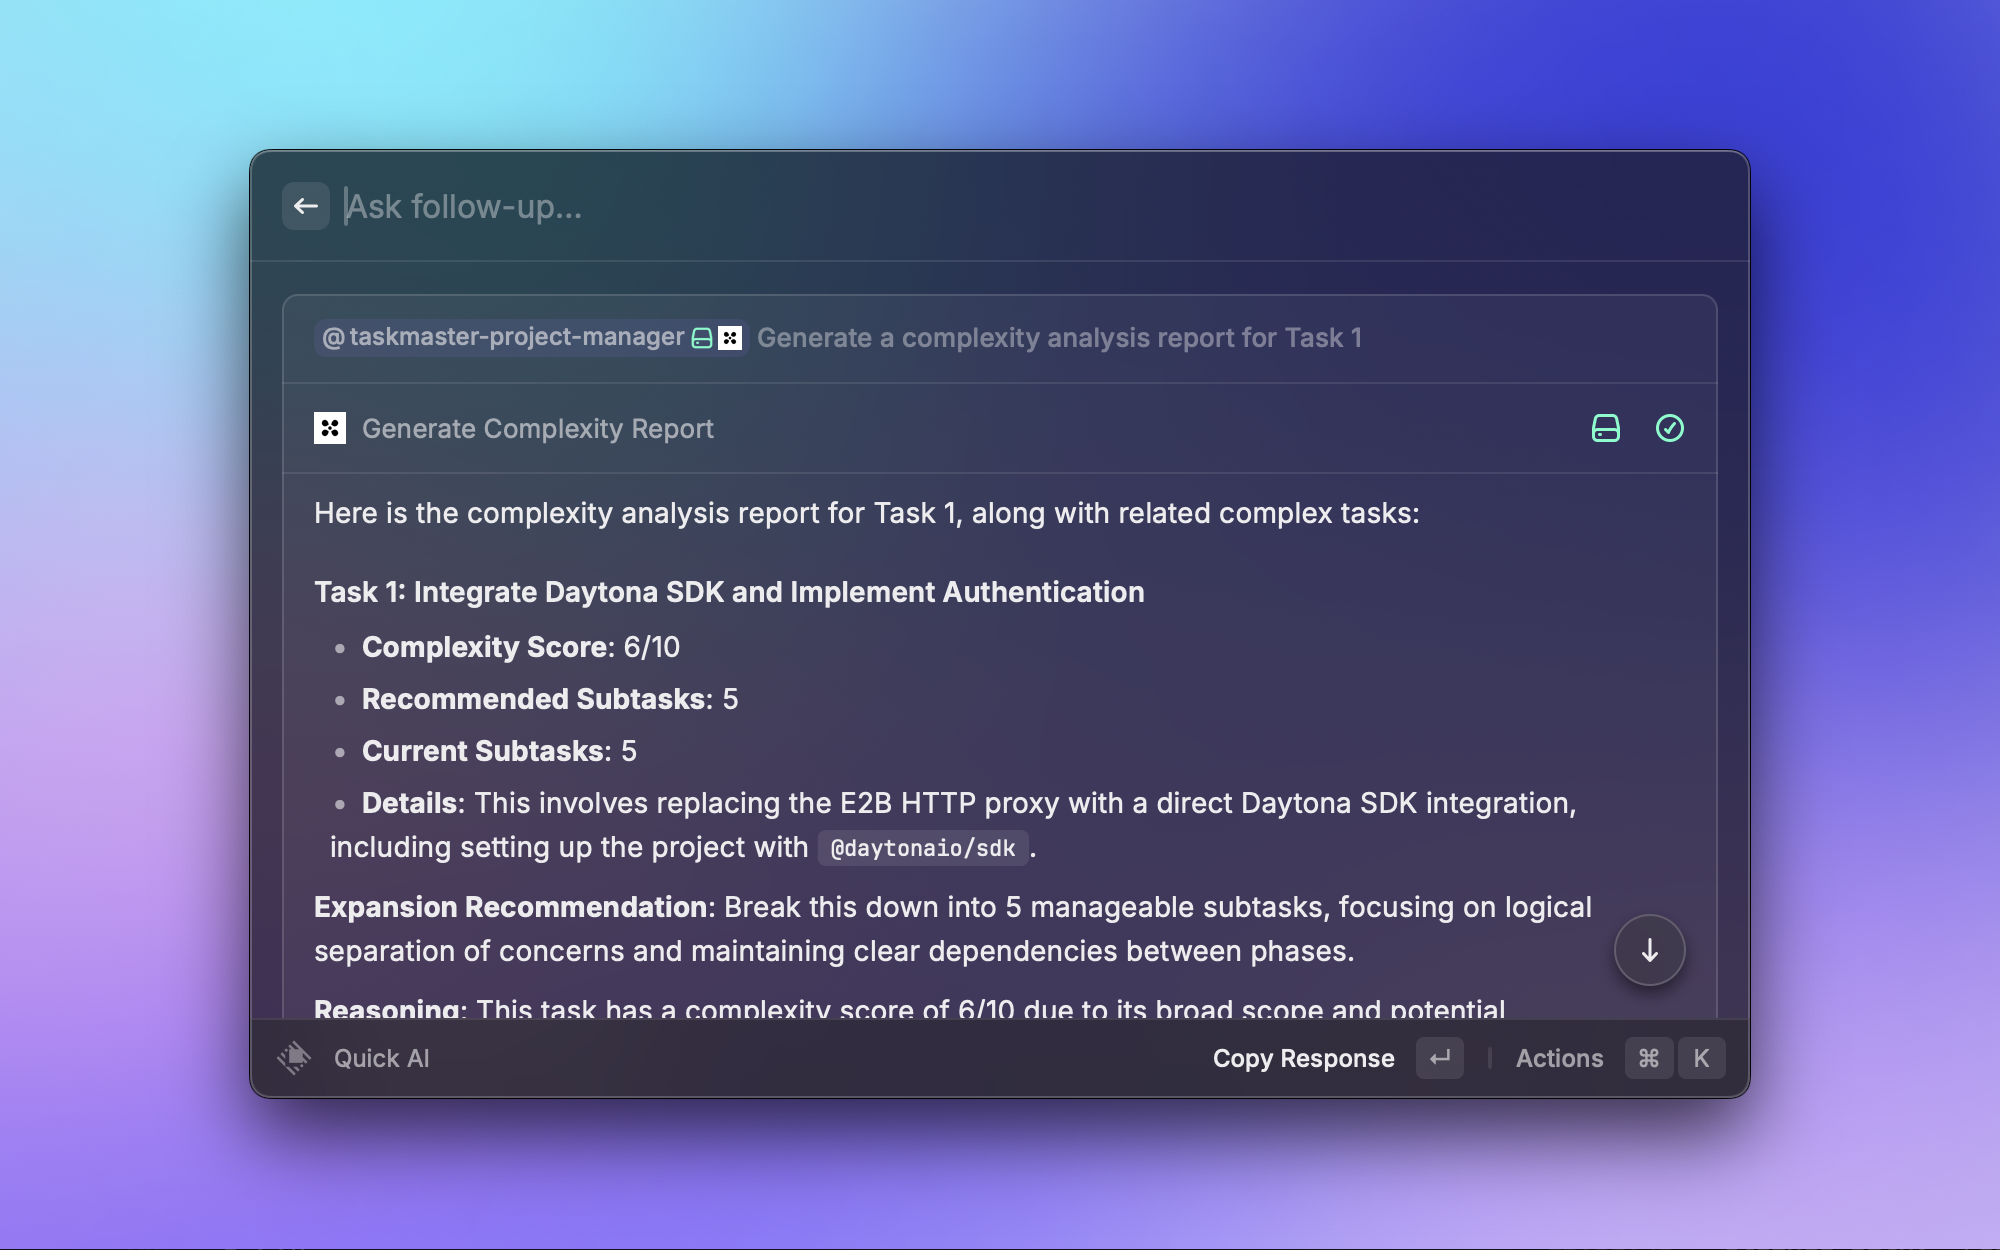 Ask follow-up...
@taskmaster-project-manager Generate a complexity analysis report for Task 1
Generate Complexity Report
Here is the complexity analysis report for Task 1, along with related complex tasks:
Task 1: Integrate Daytona SDK and Implement Authentication
• Complexity Score: 6/10
• Recommended Subtasks: 5
• Current Subtasks: 5
• Details: This involves replacing the E2B HTTP proxy with a direct Daytona SDK integration,
including setting up the project with @daytonaio/sdk.
Expansion Recommendation: Break this down into 5 manageable subtasks, focusing on logical
separation of concerns and maintaining clear dependencies between phases.
Reasoning: This task has a complexity score of 6/10 due to its broad scope and potential
Quick AI
Copy Response ↵ | Actions ⌘ K